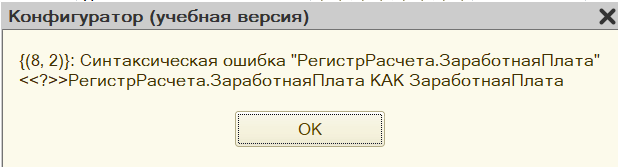 Конфигуратор (учебная версия)
{(8, 2)}: Синтаксическая ошибка "РегистрРасчета.ЗаработнаяПлата"
<<?>>РегистрРасчета.ЗаработнаяПлата КАК ЗаработнаяПлата
OK